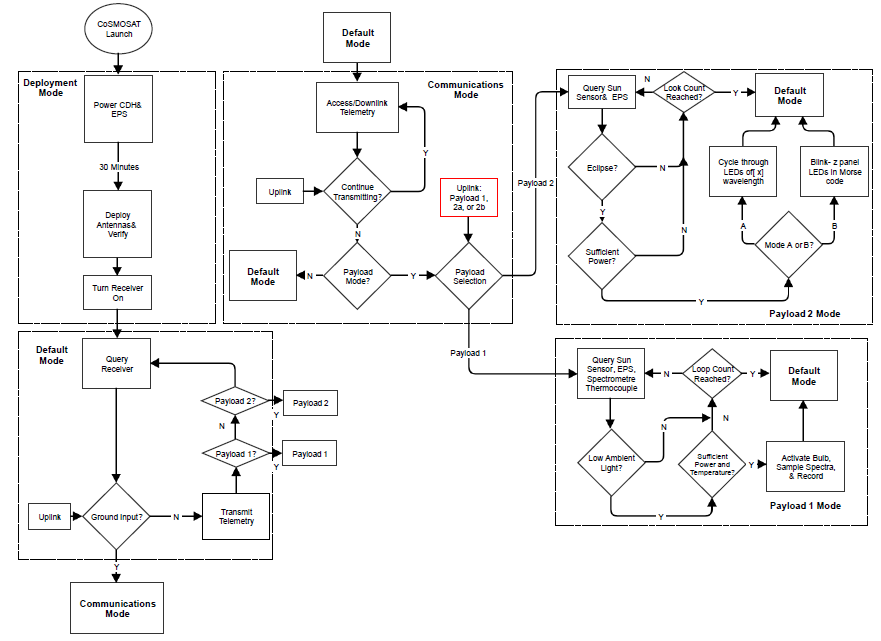 CoSMOSAT
Launch
Deployment
Mode
Power CDH&
EPS
30 Minutes
Deploy
Antennas&
Verify
Turn Receiver
On
Default
Mode
Communications
Mode
Access/Downlink
Telemetry
Y
Uplink
Continue
Transmitting?
N
Uplink:
Payload 1,
2a, or 2b
Default
Mode
N
Payload
Mode?
Y
Payload
Selection
Payload 2
Payload 1
Query Sun
Sensor& EPS
N
Look Count
Reached?
Y
Default
Mode
Eclipse?
N
Y
Sufficient
Power?
N
Y
Cycle through
LEDs of[ x]
wavelength
Blink- z panel
LEDs in Morse
code
A
B
Mode A or B?
Payload 2 Mode
Default
Mode
Query
Receiver
Payload 2?
Y
Payload 2
N
Payload 1?
Y
Payload 1
Uplink
Ground Input?
N
Transmit
Telemetry
Y
Communications
Mode
Query Sun
Sensor, EPS,
Spectrometre
Thermocouple
N
Loop Count
Reached?
Y
Default
Mode
Low Ambient
Light?
N
N
Y
Sufficient
Power and
Temperature?
Y
Activate Bulb,
Sample Spectra,
& Record
Payload 1 Mode